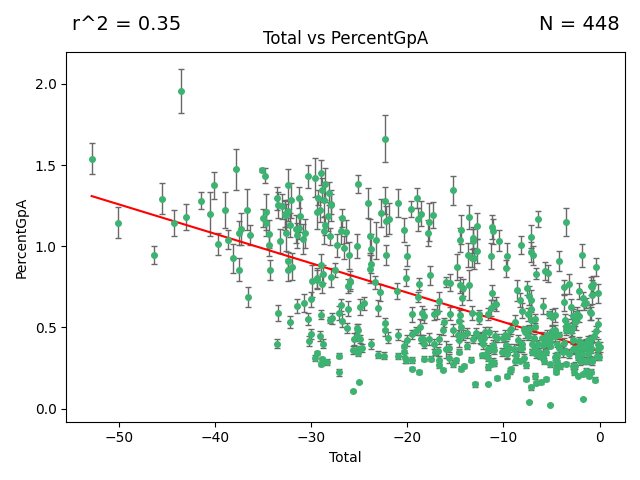 r^2 = 0.35
N = 448
Total vs PercentGpA
PercentGpA
2.0
1.5
1.0
0.5
0.0
−50
−40
−30
−20
−10
0
Total